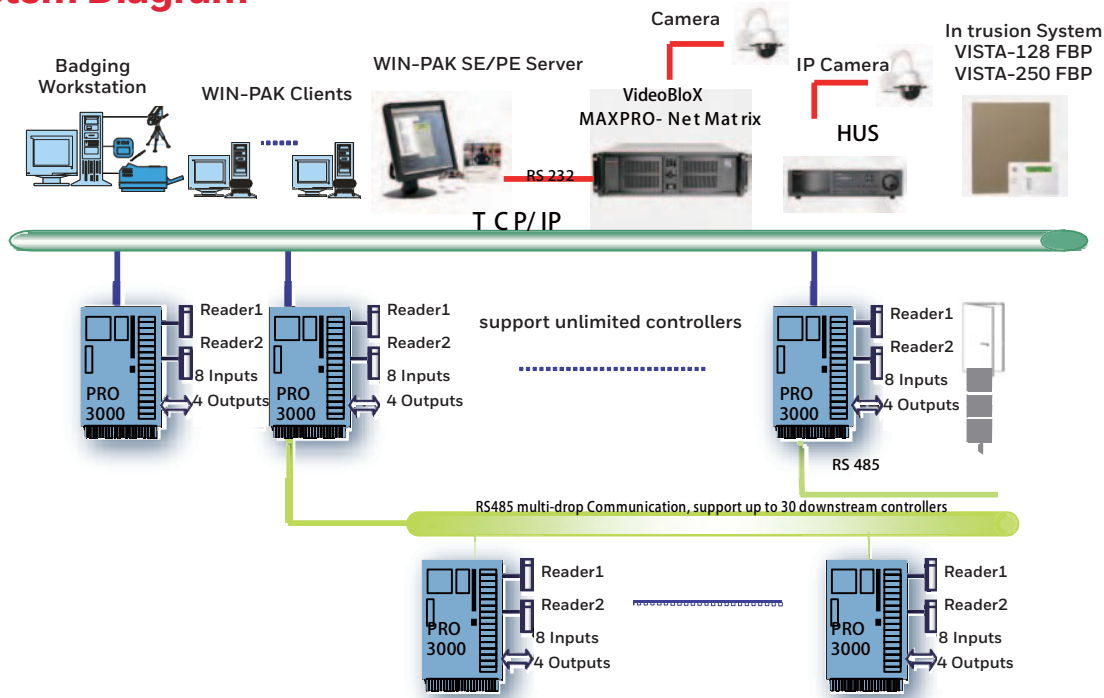 System Diagram
Badging
Workstation
WIN-PAK Clients
WIN-PAK SE/PE Server
Camera
VideoBloX
MAXPRO- Net Matrix
IP Camera
HUS
In trusion System
VISTA-128 FBP
VISTA-250 FBP
RS 232
T C P/ IP
Reader1
Reader2
8 Inputs
4 Outputs
PRO
3000
Reader1
Reader2
8 Inputs
4 Outputs
PRO
3000
support unlimited controllers
Reader1
Reader2
8 Inputs
4 Outputs
PRO
3000
RS 485
RS485 multi-drop Communication, support up to 30 downstream controllers
Reader1
Reader2
8 Inputs
4 Outputs
PRO
3000
Reader1
Reader2
8 Inputs
4 Outputs
PRO
3000